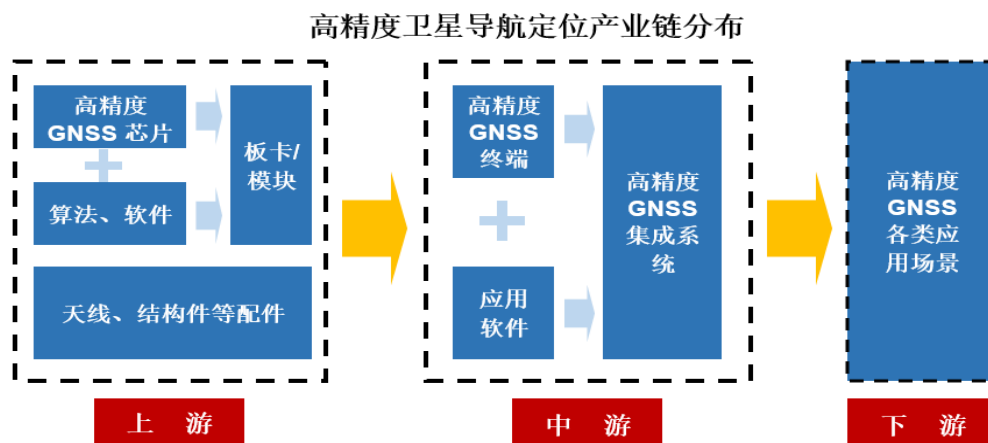 高精度卫星导航定位产业链分布
高精度
GNSS 芯片
算法、软件
板卡/
模块
天线、结构件等配件
上 游
高精度
GNSS
终端
应用
软件
高精度
GNSS
集成系
统
中 游
高精度
GNSS
各类应
用场景
下 游